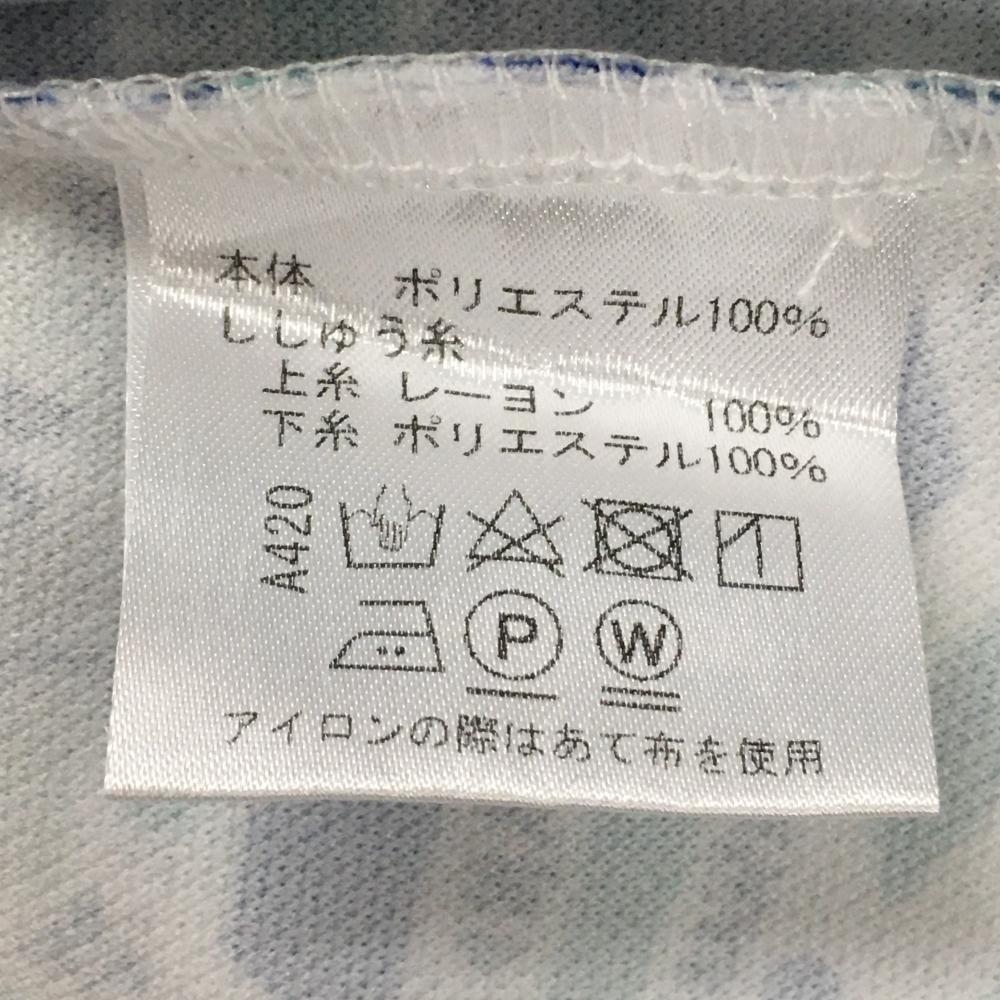 本体 ポリエステル100%
ししゅう糸
上糸 レーヨン 100%
下糸 ポリエステル100%
A420
P W
アイロンの際はあて布を使用